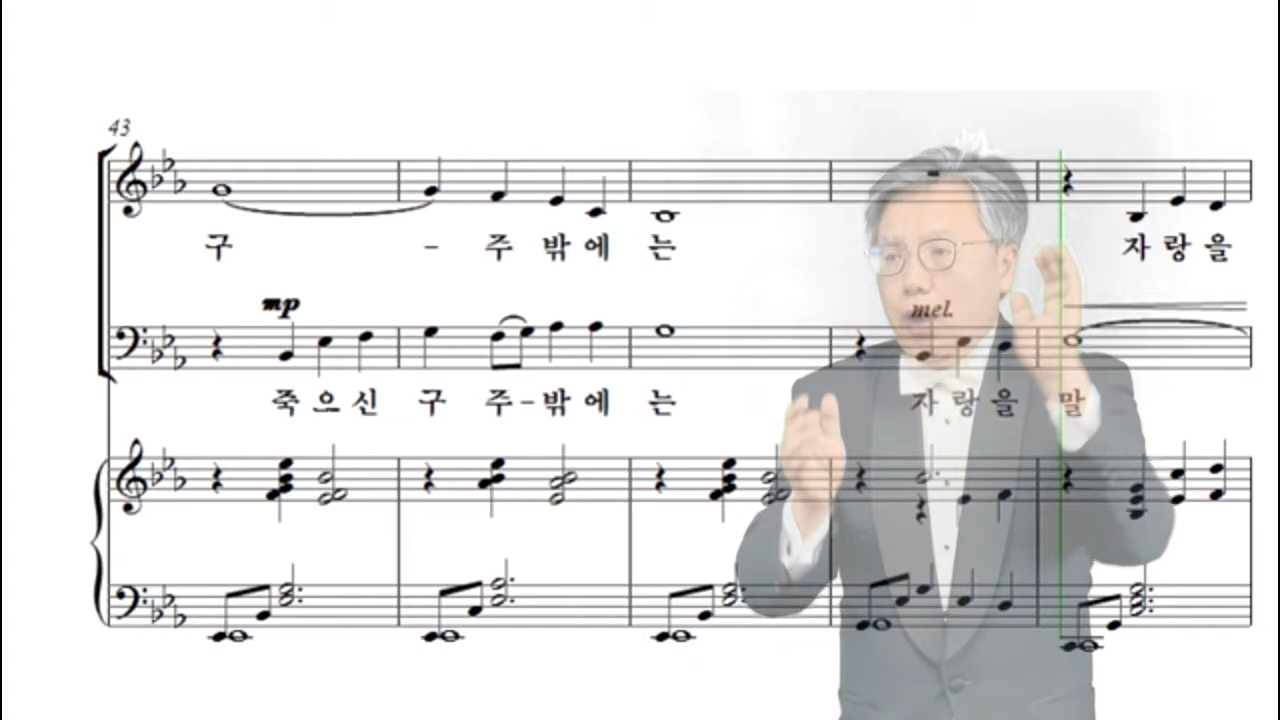 43
구 - 주 밖 에 는 자 랑 을
mp
mel.
죽 으 신 구 주 - 밖 에 는 자 랑 을 말